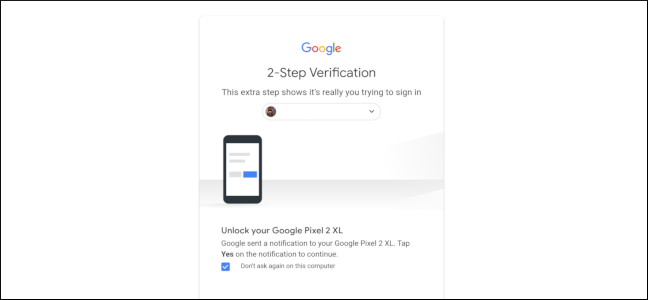 Google
2-Step Verification
This extra step shows it's really you trying to sign in
Unlock your Google Pixel 2 XL
Google sent a notification to your Google Pixel 2 XL. Tap
Yes on the notification to continue.
Don't ask again on this computer